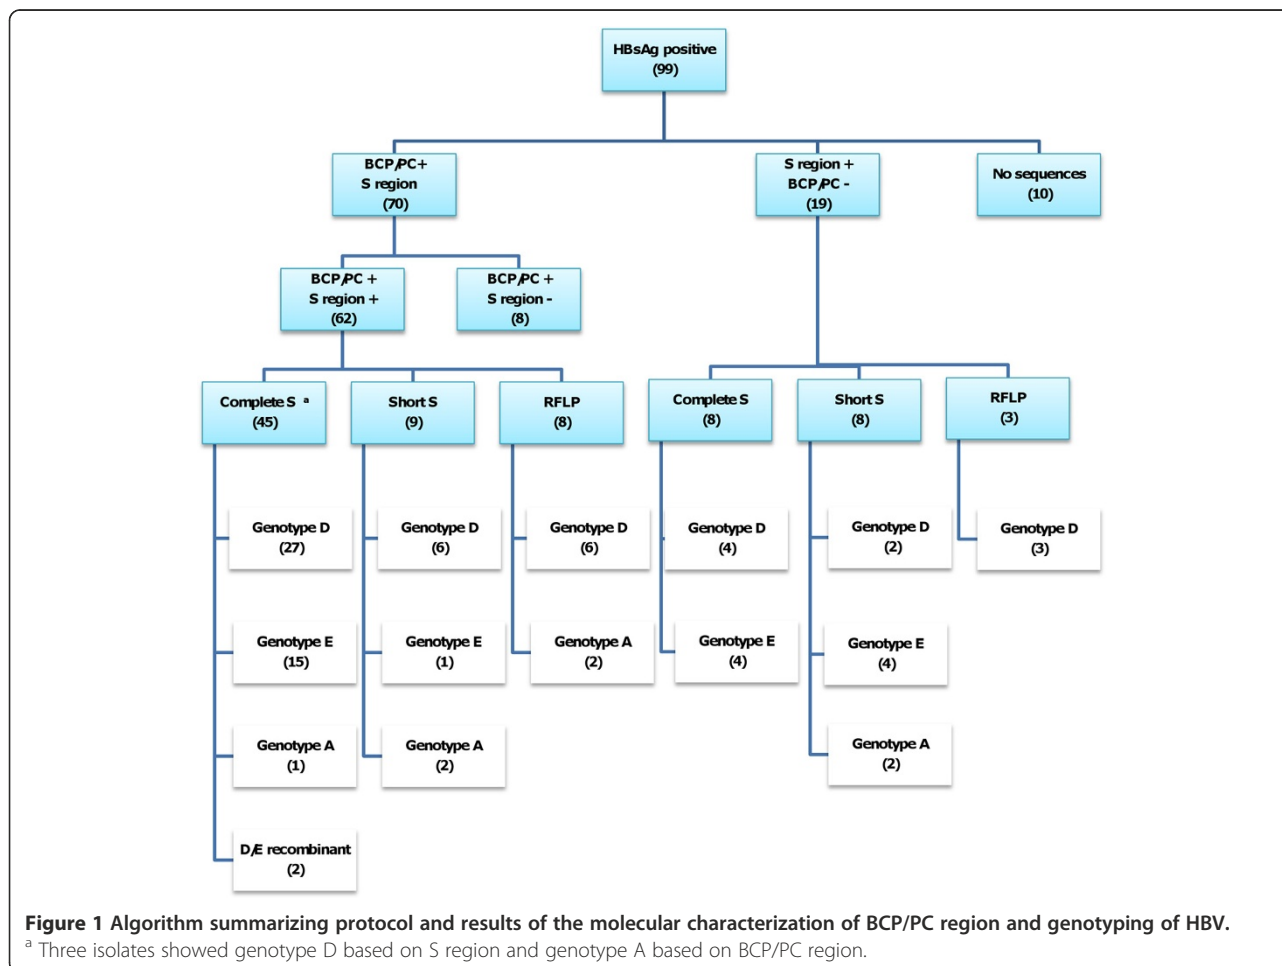 HBsAg positive
(99)
BCP/PC+
S region
(70)
S region +
BCP/PC -
(19)
No sequences
(10)
BCP/PC +
S region +
(62)
BCP/PC +
S region -
(8)
Complete S a
(45)
Short S
(9)
RFLP
(8)
Complete S
(8)
Short S
(8)
RFLP
(3)
Genotype D
(27)
Genotype D
(6)
Genotype D
(6)
Genotype D
(4)
Genotype D
(2)
Genotype D
(3)
Genotype E
(15)
Genotype E
(1)
Genotype A
(2)
Genotype E
(4)
Genotype E
(4)
Genotype A
(1)
Genotype A
(2)
Genotype A
(2)
D/E recombinant
(2)
Figure 1 Algorithm summarizing protocol and results of the molecular characterization of BCP/PC region and genotyping of HBV.
a Three isolates showed genotype D based on S region and genotype A based on BCP/PC region.